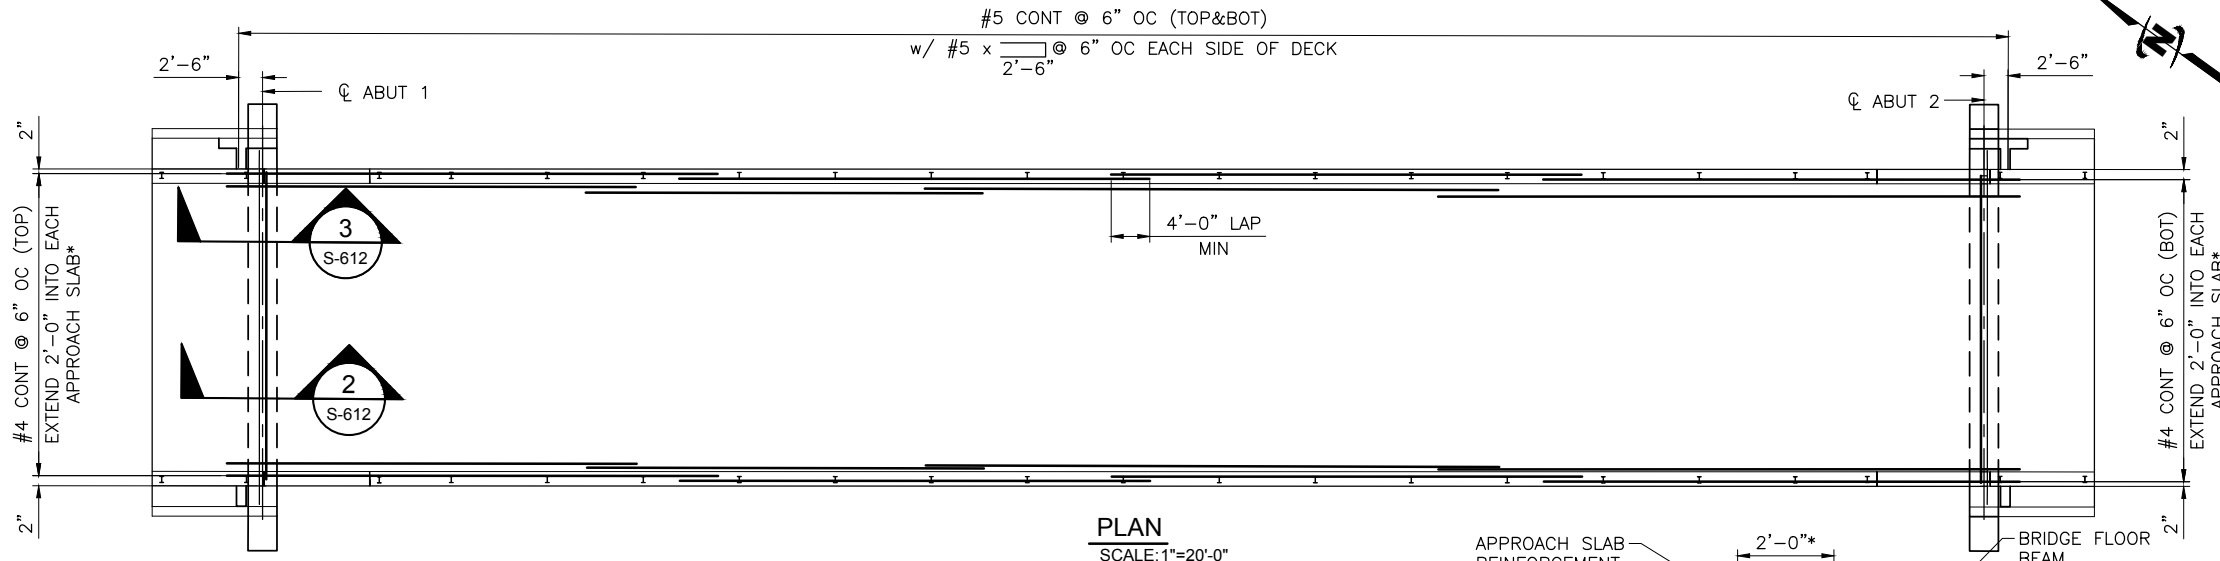 #5 CONT @ 6" OC (TOP&BOT)
w/ #5 x @ 6" OC EACH SIDE OF DECK
2'-6"
2'-6"
℄ ABUT 1
N
2'-6"
℄ ABUT 2
2"
2"
#4 CONT @ 6" OC (TOP)
EXTEND 2'-0" INTO EACH
APPROACH SLAB*
3
S-612
2
S-612
4'-0" LAP
MIN
#4 CONT @ 6" OC (BOT)
EXTEND 2'-0" INTO EACH
APPROACH SLAB*
2"
2"
PLAN
SCALE:1"=20'-0"
APPROACH SLAB
REINFORCEMENT
2'-0"*
BRIDGE FLOOR
BEAM